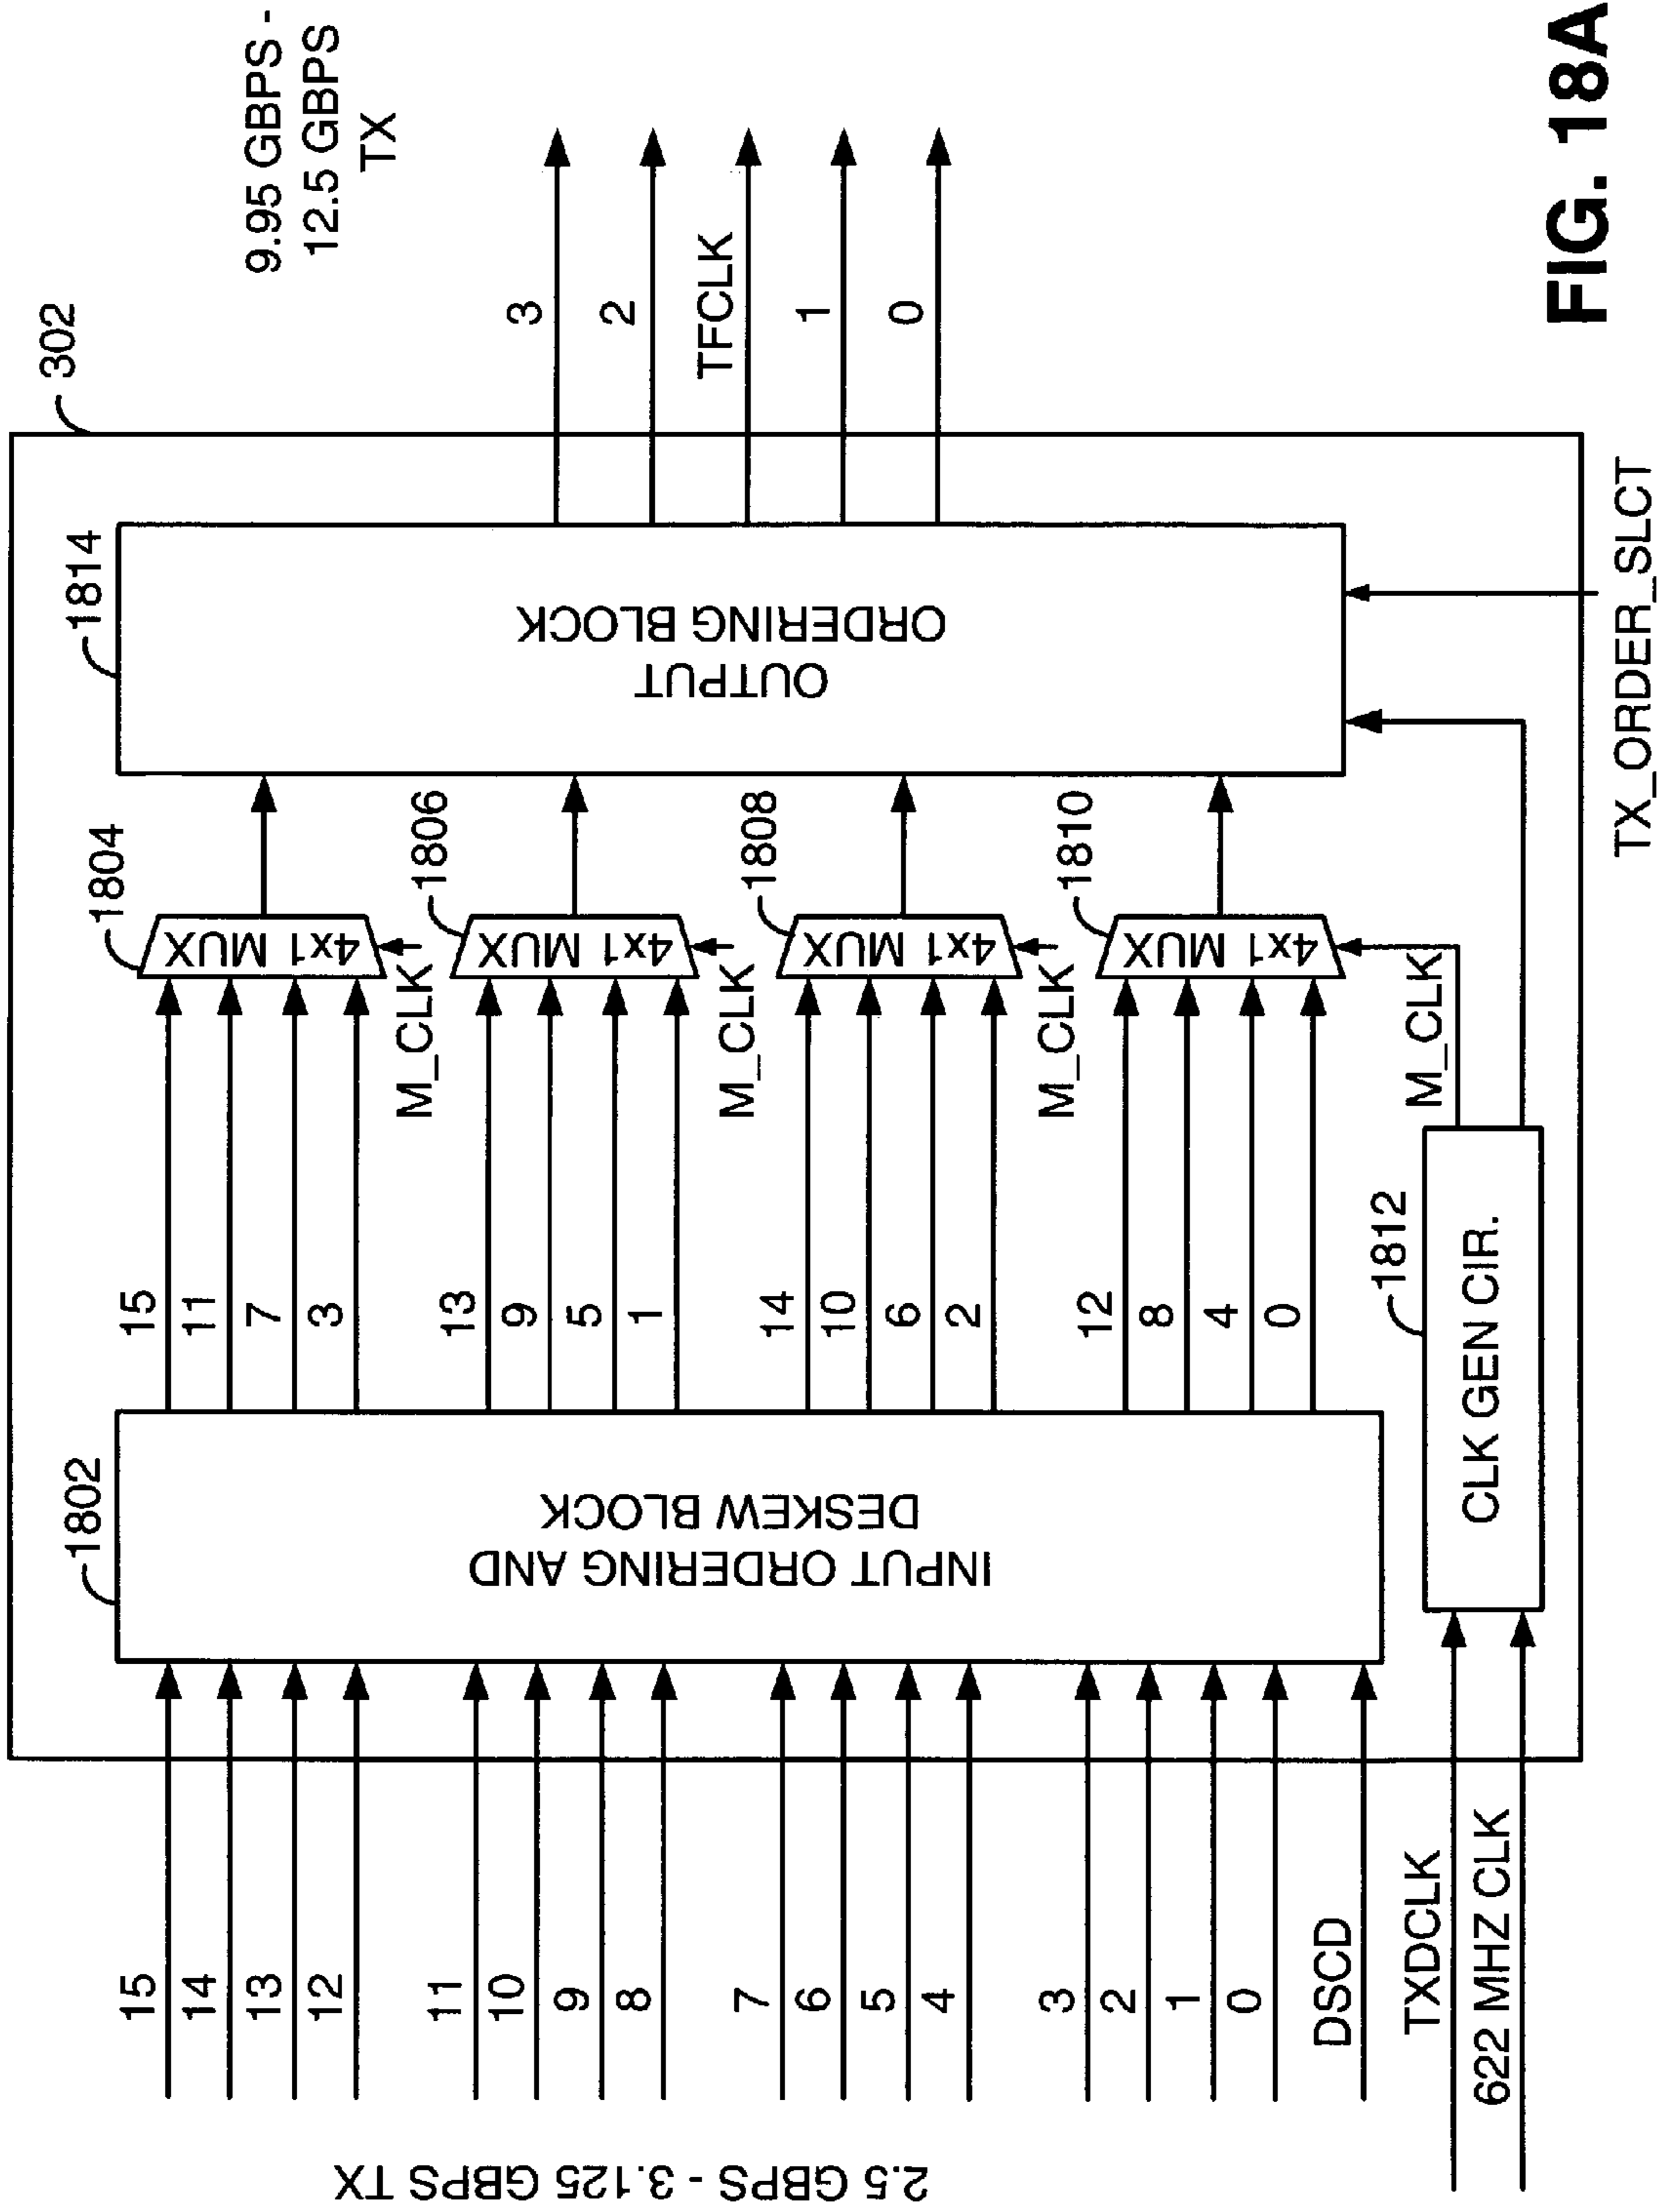 9.95 GBPS -
12.5 GBPS
TX
302
1802
1814
1804
1806
1808
1810
1812
15
14
13
12
11
10
9
8
7
6
5
4
3
2
1
0
DSCD
TXDCLK
622 MHZ CLK
2.5 GBPS - 3.125 GBPS TX
INPUT ORDERING AND
DESKEW BLOCK
15
11
7
3
13
9
5
1
14
10
6
2
12
8
4
0
4x1 MUX
M_CLK
4x1 MUX
M_CLK
4x1 MUX
M_CLK
4x1 MUX
M_CLK
CLK GEN CIR.
OUTPUT
ORDERING BLOCK
3
2
TFCLK
1
0
TX_ORDER_SLCT
FIG. 18A